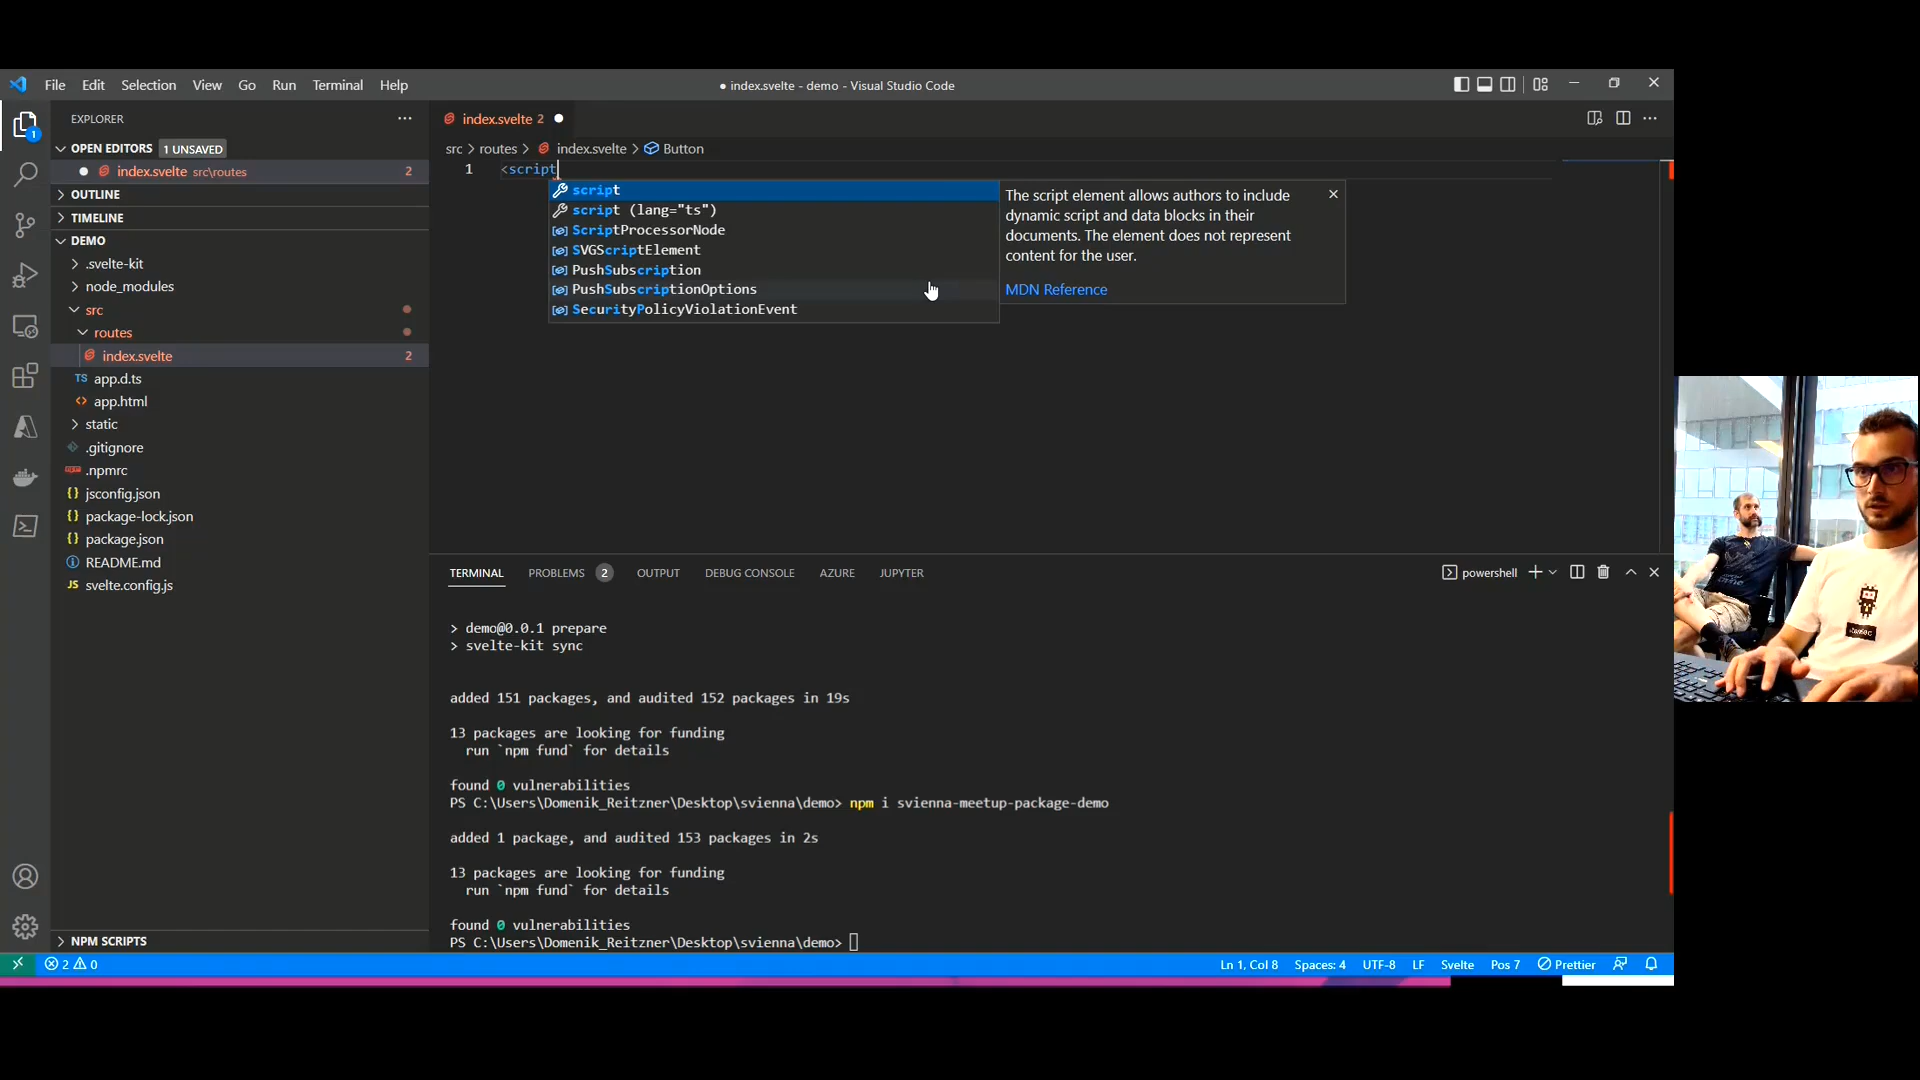 File Edit Selection View Go Run Terminal Help
● index.svelte - demo - Visual Studio Code
EXPLORER
OPEN EDITORS 1 UNSAVED
index.svelte src\routes 2
OUTLINE
TIMELINE
DEMO
.svelte-kit
node_modules
src
routes
index.svelte 2
TS app.d.ts
app.html
static
.gitignore
.npmrc
{} jsconfig.json
{} package-lock.json
{} package.json
README.md
JS svelte.config.js
NPM SCRIPTS
1
index.svelte 2
src > routes > index.svelte > Button
1 <script
script
script (lang="ts")
ScriptProcessorNode
SVGScriptElement
PushSubscription
PushSubscriptionOptions
SecurityPolicyViolationEvent
The script element allows authors to include
dynamic script and data blocks in their
documents. The element does not represent
content for the user.
MDN Reference
TERMINAL PROBLEMS 2 OUTPUT DEBUG CONSOLE AZURE JUPYTER
powershell
> demo@0.0.1 prepare
> svelte-kit sync
added 151 packages, and audited 152 packages in 19s
13 packages are looking for funding
run `npm fund` for details
found 0 vulnerabilities
PS C:\Users\Domenik_Reitzner\Desktop\svienna\demo> npm i svienna-meetup-package-demo
added 1 package, and audited 153 packages in 2s
13 packages are looking for funding
run `npm fund` for details
found 0 vulnerabilities
PS C:\Users\Domenik_Reitzner\Desktop\svienna\demo>
2 0
Ln 1, Col 8 Spaces: 4 UTF-8 LF Svelte Pos 7 Prettier